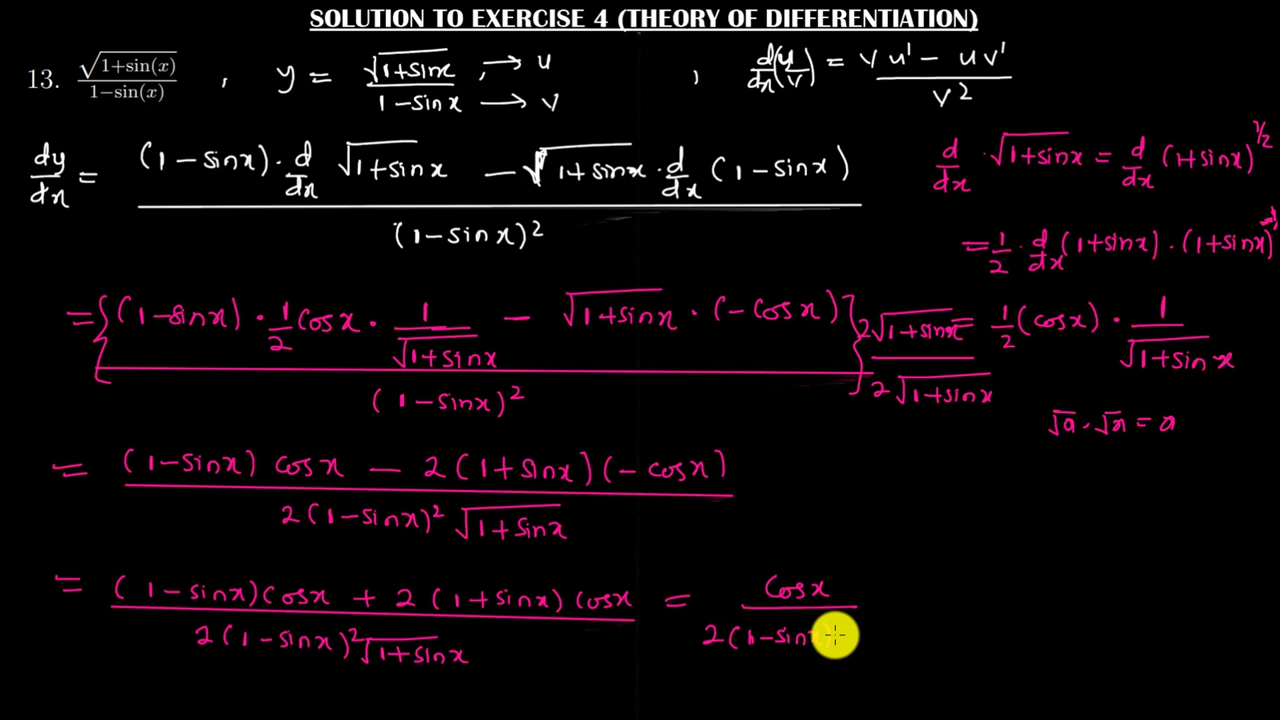 SOLUTION TO EXERCISE 4 (THEORY OF DIFFERENTIATION)
13. √(1+sin(x)) / (1−sin(x)) , y = √(1+sinx) / (1−sinx) → u → v , d/dx (u/v) = (vu' − uv') / v²
dy/dx = ((1−sinx) · d/dx √(1+sinx) − √(1+sinx) · d/dx (1−sinx)) / (1−sinx)²
d/dx · √(1+sinx) = d/dx (1+sinx)^1/2
= 1/2 · d/dx (1+sinx) · (1+sinx)
= 1/2 (cosx) · 1/√(1+sinx)
√a · √a = a
= {((1−sinx) · 1/2 cosx · 1/√(1+sinx) − √(1+sinx) · (−cosx)) / (1−sinx)²} 2√(1+sinx) / 2√(1+sinx)
= ((1−sinx) cosx − 2(1+sinx)(−cosx)) / 2(1−sinx)² √(1+sinx)
= ((1−sinx)cosx + 2(1+sinx)cosx) / 2(1−sinx)²√(1+sinx) = cosx / 2(1−sinx